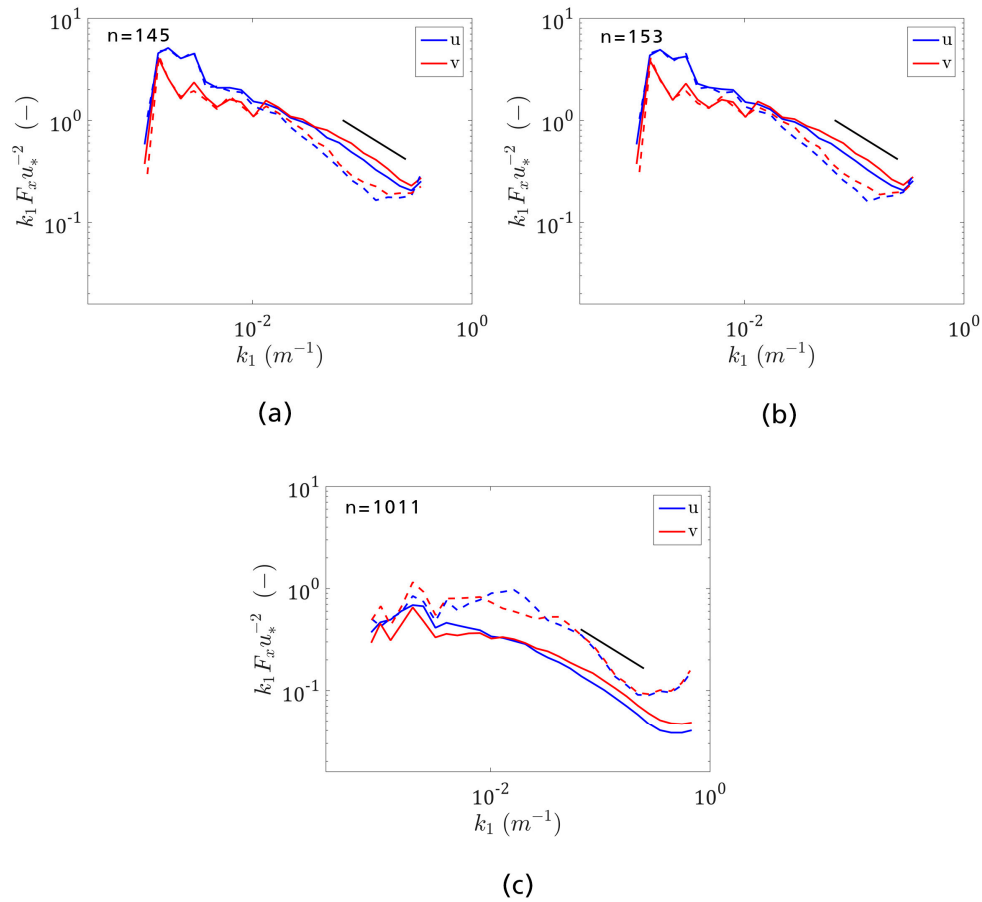 n=145
u
v
10^1
10^0
10^-1
k_1 F_x u_*^-2 (−)
10^-2
10^0
k_1 (m^-1)
(a)
n=153
u
v
10^1
10^0
10^-1
k_1 F_x u_*^-2 (−)
10^-2
10^0
k_1 (m^-1)
(b)
n=1011
u
v
10^1
10^0
10^-1
k_1 F_x u_*^-2 (−)
10^-2
10^0
k_1 (m^-1)
(c)